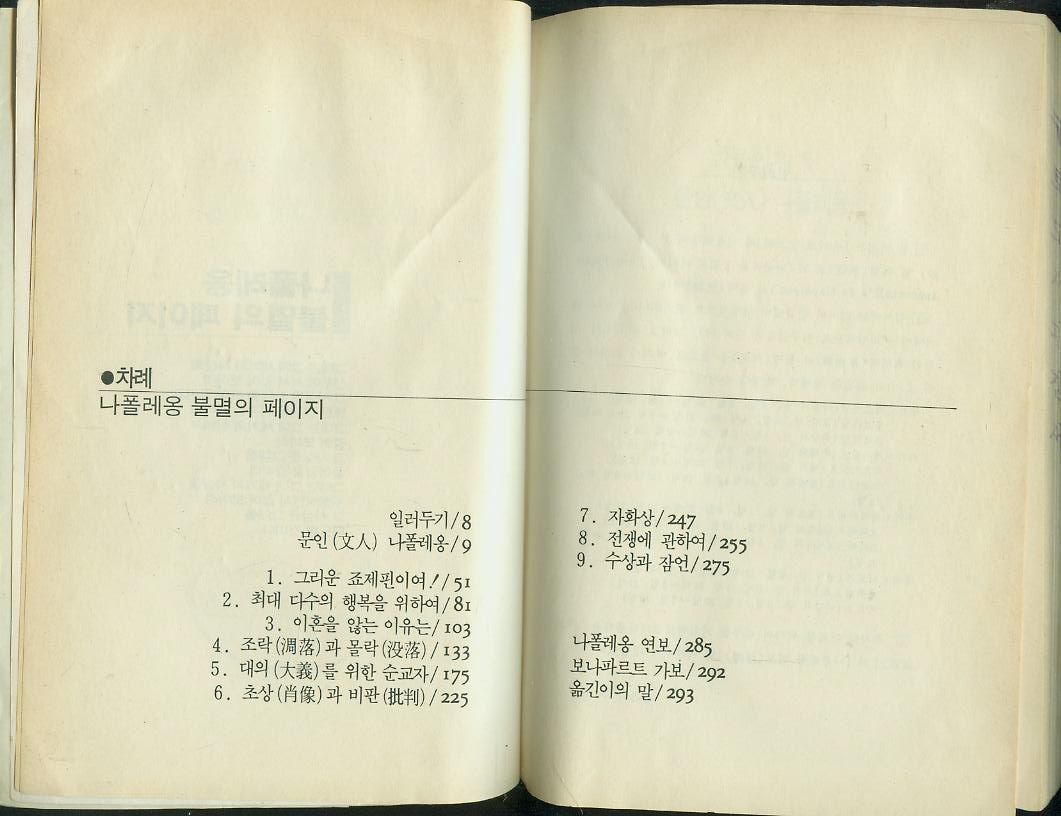 ●차례
나폴레옹 불멸의 페이지
일러두기/8
문인(文人) 나폴레옹/9
1. 그리운 죠제핀이여!/51
2. 최대 다수의 행복을 위하여/81
3. 이혼을 않는 이유는/103
4. 조락(凋落)과 몰락(没落)/133
5. 대의(大義)를 위한 순교자/175
6. 초상(肖像)과 비판(批判)/225
7. 자화상/247
8. 전쟁에 관하여/255
9. 수상과 잠언/275
나폴레옹 연보/285
보나파르트 가보/292
옮긴이의 말/293